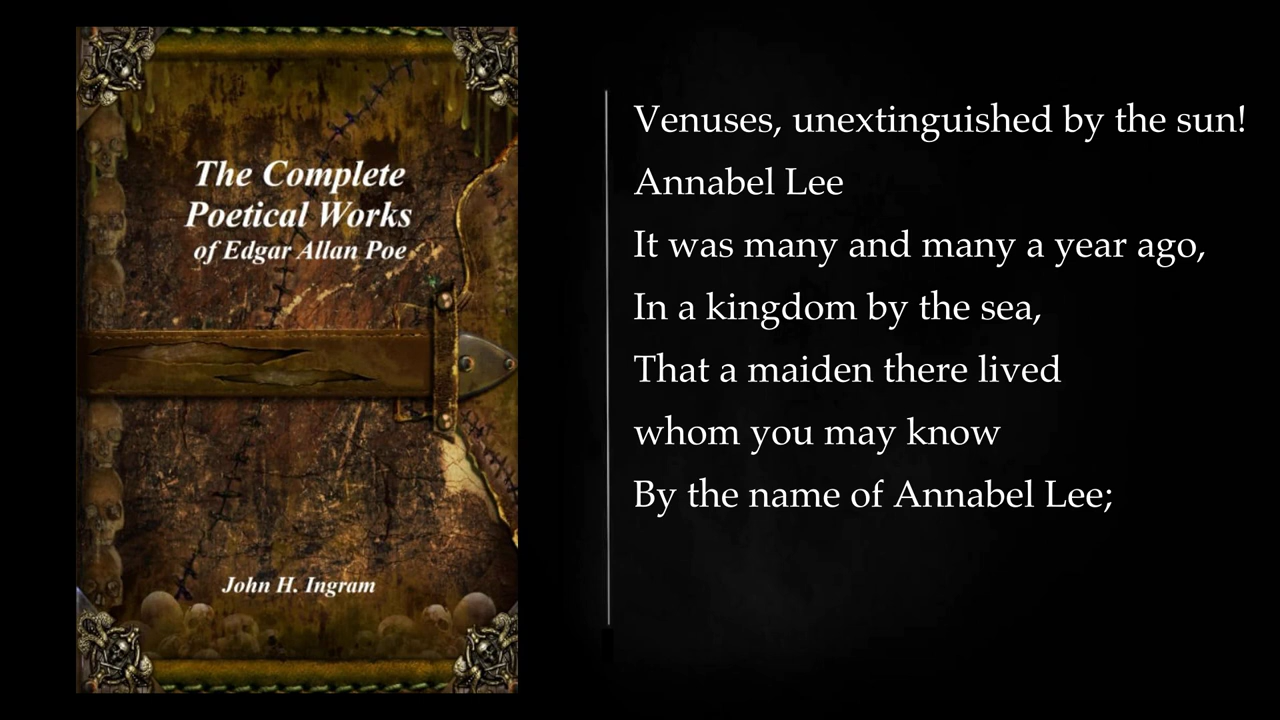 The Complete
Poetical Works
of Edgar Allan Poe
John H. Ingram
Venuses, unextinguished by the sun!
Annabel Lee
It was many and many a year ago,
In a kingdom by the sea,
That a maiden there lived
whom you may know
By the name of Annabel Lee;